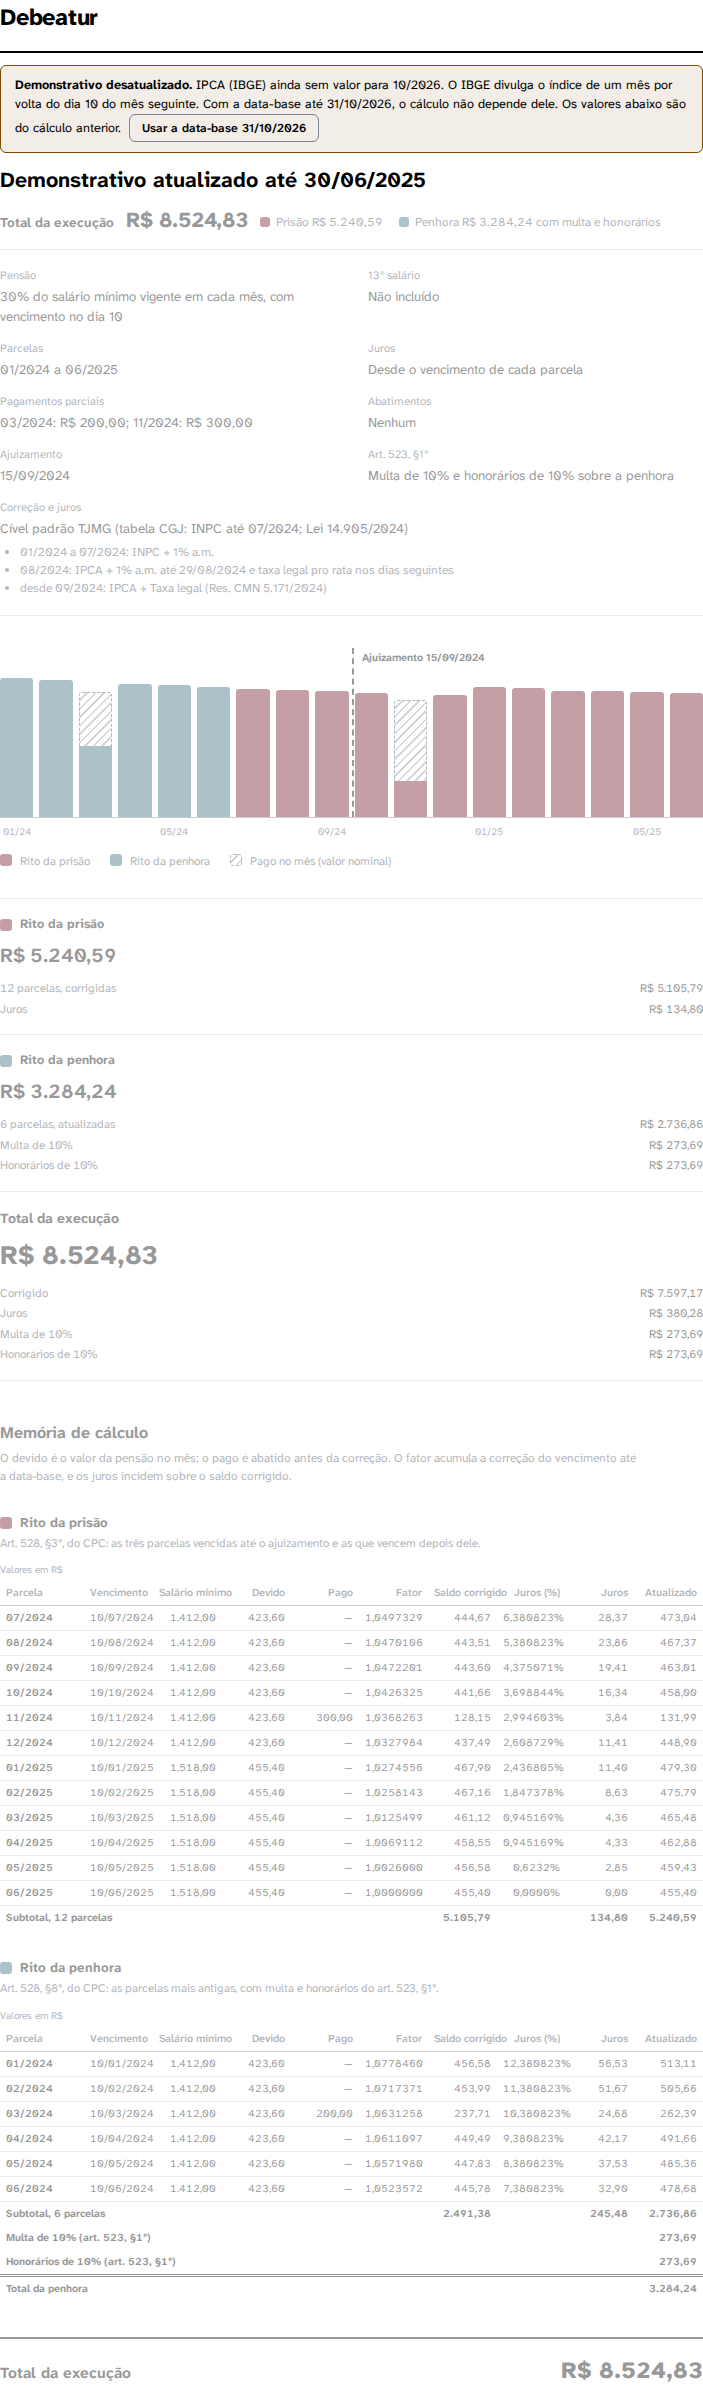 Debeatur
Demonstrativo desatualizado. IPCA (IBGE) ainda sem valor para 10/2026. O IBGE divulga o índice de um mês por
volta do dia 10 do mês seguinte. Com a data-base até 31/10/2026, o cálculo não depende dele. Os valores abaixo são
do cálculo anterior. Usar a data-base 31/10/2026
Demonstrativo atualizado até 30/06/2025
Total da execução R$ 8.524,83 Prisão R$ 5.240,59 Penhora R$ 3.284,24 com multa e honorários
Pensão
30% do salário mínimo vigente em cada mês, com
vencimento no dia 10
13º salário
Não incluído
Parcelas
01/2024 a 06/2025
Juros
Desde o vencimento de cada parcela
Pagamentos parciais
03/2024: R$ 200,00; 11/2024: R$ 300,00
Abatimentos
Nenhum
Ajuizamento
15/09/2024
Art. 523, §1º
Multa de 10% e honorários de 10% sobre a penhora
Correção e juros
Cível padrão TJMG (tabela CGJ: INPC até 07/2024; Lei 14.905/2024)
• 01/2024 a 07/2024: INPC + 1% a.m.
• 08/2024: IPCA + 1% a.m. até 29/08/2024 e taxa legal pro rata nos dias seguintes
• desde 09/2024: IPCA + Taxa legal (Res. CMN 5.171/2024)
Ajuizamento 15/09/2024
01/24 05/24 09/24 01/25 05/25
Rito da prisão Rito da penhora Pago no mês (valor nominal)
Rito da prisão
R$ 5.240,59
12 parcelas, corrigidas R$ 5.105,79
Juros R$ 134,80
Rito da penhora
R$ 3.284,24
6 parcelas, atualizadas R$ 2.736,86
Multa de 10% R$ 273,69
Honorários de 10% R$ 273,69
Total da execução
R$ 8.524,83
Corrigido R$ 7.597,17
Juros R$ 380,28
Multa de 10% R$ 273,69
Honorários de 10% R$ 273,69
Memória de cálculo
O devido é o valor da pensão no mês; o pago é abatido antes da correção. O fator acumula a correção do vencimento até
a data-base, e os juros incidem sobre o saldo corrigido.
Rito da prisão
Art. 528, §3º, do CPC: as três parcelas vencidas até o ajuizamento e as que vencem depois dele.
Valores em R$
Parcela Vencimento Salário mínimo Devido Pago Fator Saldo corrigido Juros (%) Juros Atualizado
07/2024 10/07/2024 1.412,00 423,60 — 1,0497329 444,67 6,380823% 28,37 473,04
08/2024 10/08/2024 1.412,00 423,60 — 1,0470106 443,51 5,380823% 23,86 467,37
09/2024 10/09/2024 1.412,00 423,60 — 1,0472201 443,60 4,375071% 19,41 463,01
10/2024 10/10/2024 1.412,00 423,60 — 1,0426325 441,66 3,698844% 16,34 458,00
11/2024 10/11/2024 1.412,00 423,60 300,00 1,0368263 128,15 2,994603% 3,84 131,99
12/2024 10/12/2024 1.412,00 423,60 — 1,0327984 437,49 2,608729% 11,41 448,90
01/2025 10/01/2025 1.518,00 455,40 — 1,0274556 467,90 2,436805% 11,40 479,30
02/2025 10/02/2025 1.518,00 455,40 — 1,0258143 467,16 1,847378% 8,63 475,79
03/2025 10/03/2025 1.518,00 455,40 — 1,0125499 461,12 0,945169% 4,36 465,48
04/2025 10/04/2025 1.518,00 455,40 — 1,0069112 458,55 0,945169% 4,33 462,88
05/2025 10/05/2025 1.518,00 455,40 — 1,0026000 456,58 0,6232% 2,85 459,43
06/2025 10/06/2025 1.518,00 455,40 — 1,0000000 455,40 0,0000% 0,00 455,40
Subtotal, 12 parcelas 5.105,79 134,80 5.240,59
Rito da penhora
Art. 528, §8º, do CPC: as parcelas mais antigas, com multa e honorários do art. 523, §1º.
Valores em R$
Parcela Vencimento Salário mínimo Devido Pago Fator Saldo corrigido Juros (%) Juros Atualizado
01/2024 10/01/2024 1.412,00 423,60 — 1,0778460 456,58 12,380823% 56,53 513,11
02/2024 10/02/2024 1.412,00 423,60 — 1,0717371 453,99 11,380823% 51,67 505,66
03/2024 10/03/2024 1.412,00 423,60 200,00 1,0631258 237,71 10,380823% 24,68 262,39
04/2024 10/04/2024 1.412,00 423,60 — 1,0611097 449,49 9,380823% 42,17 491,66
05/2024 10/05/2024 1.412,00 423,60 — 1,0571980 447,83 8,380823% 37,53 485,36
06/2024 10/06/2024 1.412,00 423,60 — 1,0523572 445,78 7,380823% 32,90 478,68
Subtotal, 6 parcelas 2.491,38 245,48 2.736,86
Multa de 10% (art. 523, §1º) 273,69
Honorários de 10% (art. 523, §1º) 273,69
Total da penhora 3.284,24
Total da execução R$ 8.524,83